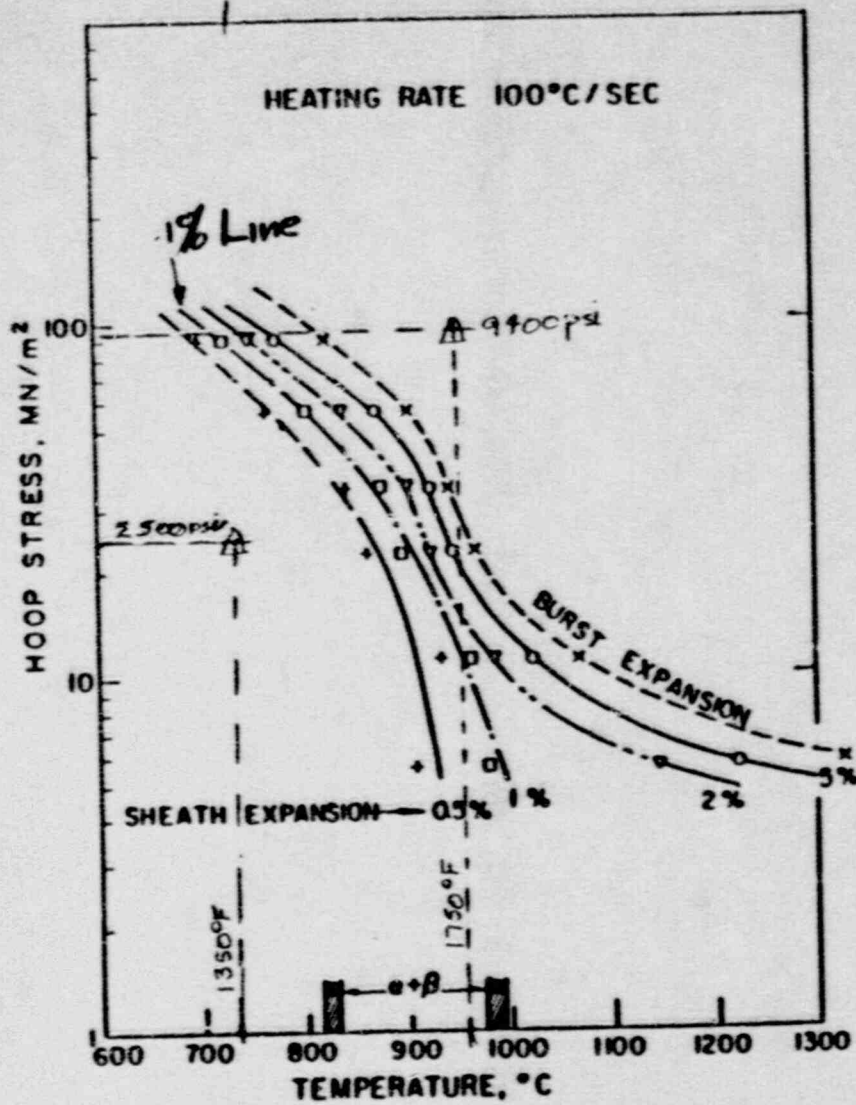 HEATING RATE 100°C/SEC
1% Line
100
9400psi
HOOP STRESS, MN/m²
2500psi
BURST EXPANSION
10
5%
2%
1%
SHEATH EXPANSION 0.5%
1350°F
1750°F
α+β
1
600 700 800 900 1000 1100 1200 1300
TEMPERATURE, °C